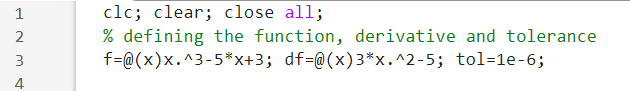 1 clc; clear; close all;
2 % defining the function, derivative and tolerance
3 f=@(x)x.^3-5*x+3; df=@(x)3*x.^2-5; tol=1e-6;
4